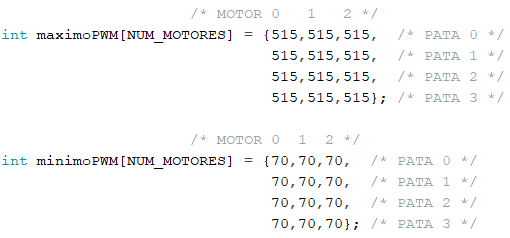 /* MOTOR 0   1   2 */
int maximoPWM[NUM_MOTORES] = {515,515,515,  /* PATA 0 */
515,515,515,  /* PATA 1 */
515,515,515,  /* PATA 2 */
515,515,515}; /* PATA 3 */
/* MOTOR 0  1  2 */
int minimoPWM[NUM_MOTORES] = {70,70,70,  /* PATA 0 */
70,70,70,  /* PATA 1 */
70,70,70,  /* PATA 2 */
70,70,70}; /* PATA 3 */